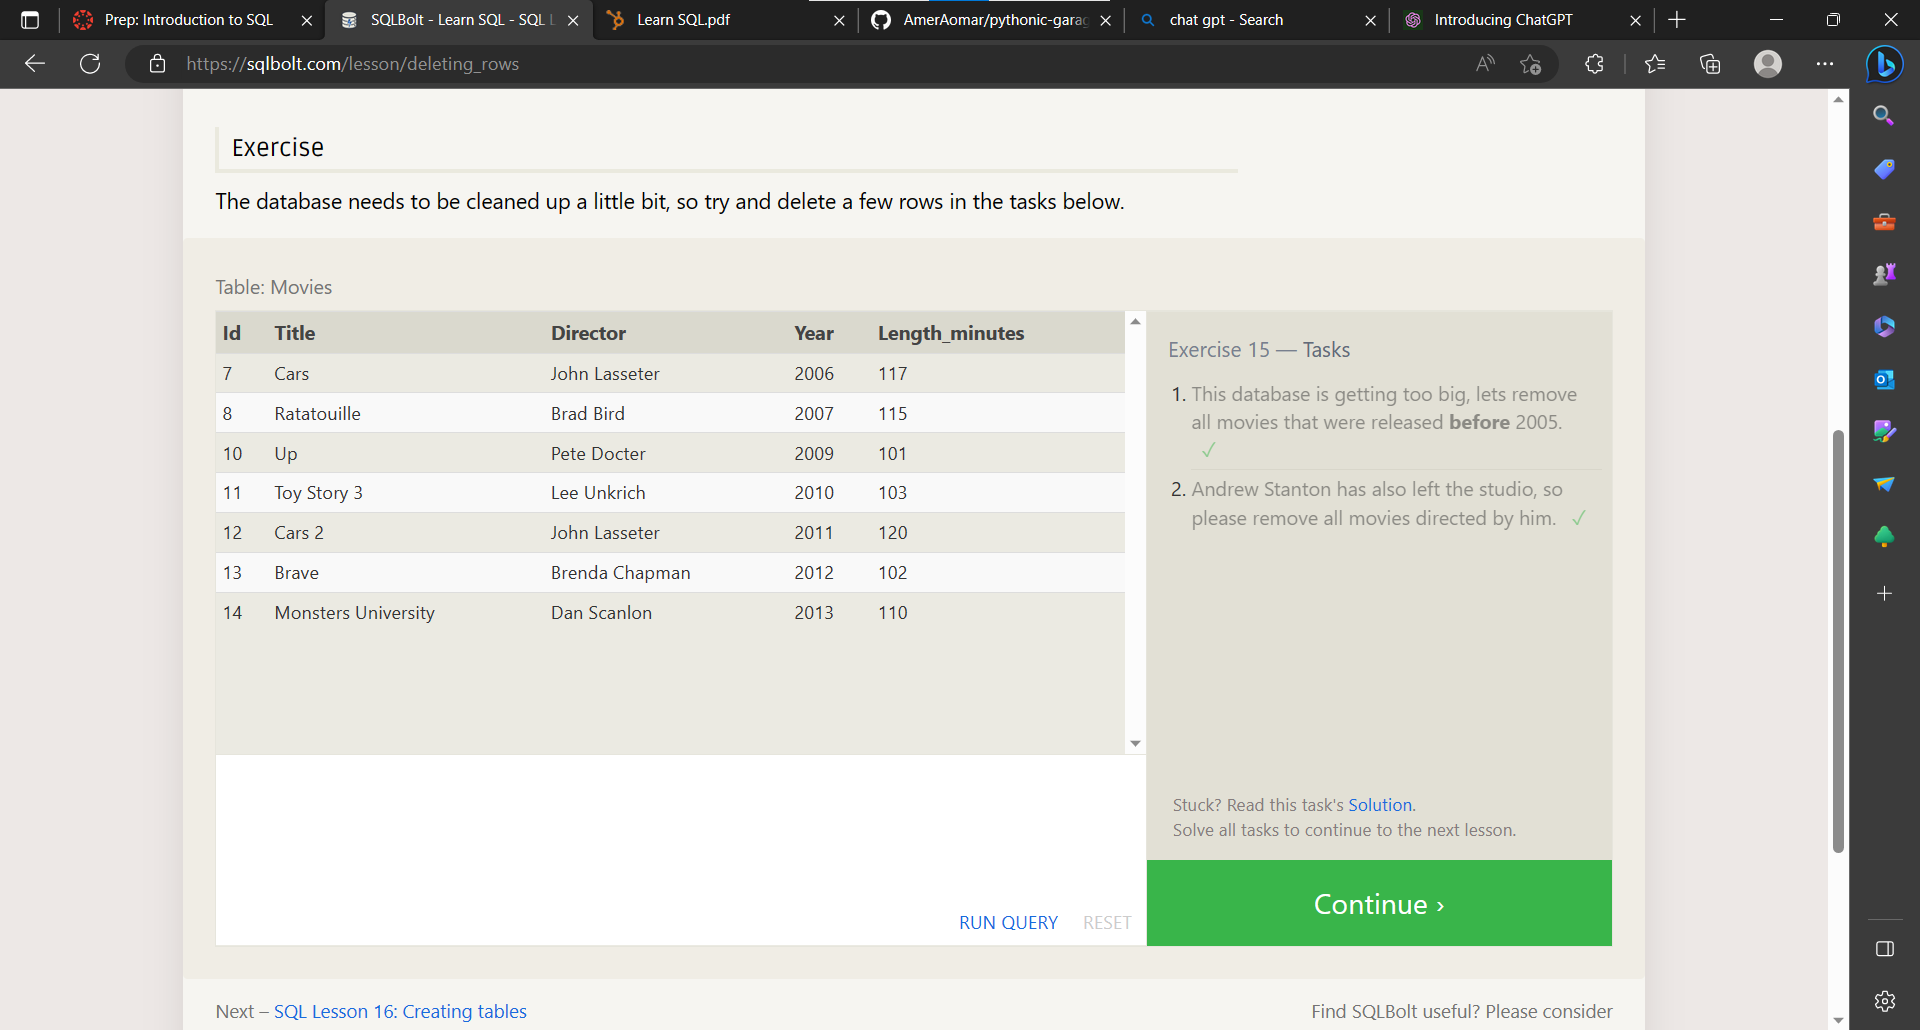 Prep: Introduction to SQL
SQLBolt - Learn SQL - SQL L
Learn SQL.pdf
AmerAomar/pythonic-garag
chat gpt - Search
Introducing ChatGPT
https://sqlbolt.com/lesson/deleting_rows
Exercise
The database needs to be cleaned up a little bit, so try and delete a few rows in the tasks below.
Table: Movies
Id Title Director Year Length_minutes
7 Cars John Lasseter 2006 117
8 Ratatouille Brad Bird 2007 115
10 Up Pete Docter 2009 101
11 Toy Story 3 Lee Unkrich 2010 103
12 Cars 2 John Lasseter 2011 120
13 Brave Brenda Chapman 2012 102
14 Monsters University Dan Scanlon 2013 110
RUN QUERY RESET
Exercise 15 — Tasks
1. This database is getting too big, lets remove
all movies that were released before 2005.
✓
2. Andrew Stanton has also left the studio, so
please remove all movies directed by him. ✓
Stuck? Read this task's Solution.
Solve all tasks to continue to the next lesson.
Continue ›
Next – SQL Lesson 16: Creating tables
Find SQLBolt useful? Please consider